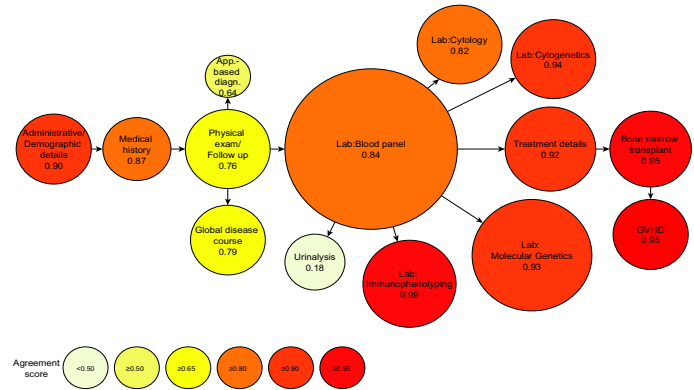 Lab:Cytology
0.82
Lab:Cytogenetics
0.94
App.-
based
diagn.
0.64
Administrative/
Demographic
details
0.90
Medical
history
0.87
Physical
exam/
Follow up
0.76
Lab:Blood panel
0.84
Treatment details
0.92
Bone marrow
transplant
0.95
Global disease
course
0.79
Urinalysis
0.18
Lab:
Immunophenotyping
0.99
Lab:
Molecular Genetics
0.93
GVHD
0.95
Agreement
score
<0.50
≥0.50
≥0.65
≥0.80
≥0.90
≥0.95